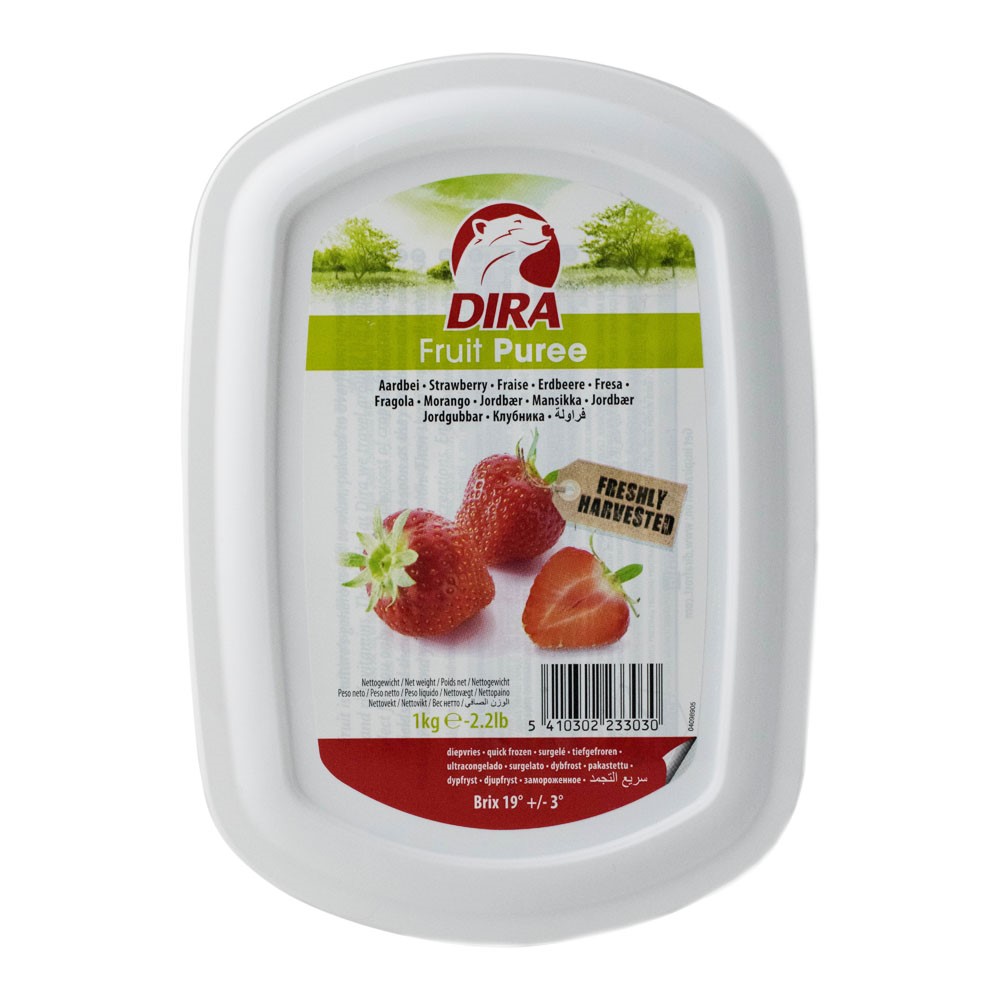 DIRA
Fruit Puree
Aardbei • Strawberry • Fraise • Erdbeere • Fresa •
Fragola • Morango • Jordbær • Mansikka • Jordbær
Jordgubbar • Клубника • فراولة
FRESHLY
HARVESTED
Nettogewicht / Net weight / Poids net / Nettogewicht
Peso neto / Peso netto / Peso líquido / Nettovægt / Nettopaino
Nettovekt / Nettovikt / Вес нетто / الوزن الصافي
1kg ℮-2.2lb
5 410302 233030
04098905
diepvries • quick frozen • surgelé • tiefgefroren •
ultracongelado • surgelato • dybfrost • pakastettu •
dypfryst • djupfryst • замороженное • سريع التجمد
Brix 19° +/- 3°